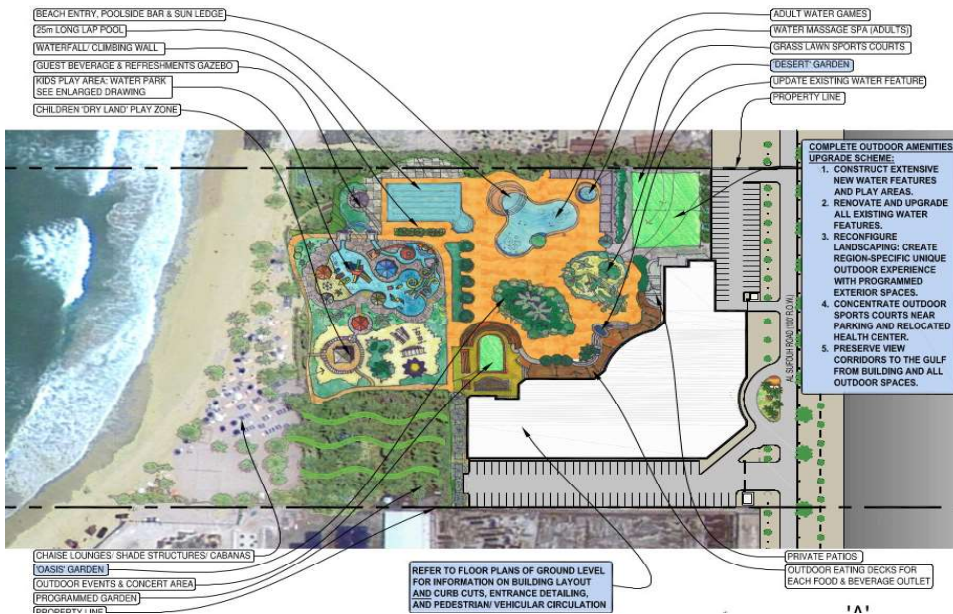 BEACH ENTRY, POOLSIDE BAR & SUN LEDGE
25m LONG LAP POOL
WATERFALL/ CLIMBING WALL
GUEST BEVERAGE & REFRESHMENTS GAZEBO
KIDS PLAY AREA: WATER PARK
SEE ENLARGED DRAWING
CHILDREN 'DRY LAND' PLAY ZONE
ADULT WATER GAMES
WATER MASSAGE SPA (ADULTS)
GRASS LAWN SPORTS COURTS
'DESERT' GARDEN
UPDATE EXISTING WATER FEATURE
PROPERTY LINE
COMPLETE OUTDOOR AMENITIES
UPGRADE SCHEME:
1. CONSTRUCT EXTENSIVE
NEW WATER FEATURES
AND PLAY AREAS.
2. RENOVATE AND UPGRADE
ALL EXISTING WATER
FEATURES.
3. RECONFIGURE
LANDSCAPING: CREATE
REGION-SPECIFIC UNIQUE
OUTDOOR EXPERIENCE
WITH PROGRAMMED
EXTERIOR SPACES.
4. CONCENTRATE OUTDOOR
SPORTS COURTS NEAR
PARKING AND RELOCATED
HEALTH CENTER.
5. PRESERVE VIEW
CORRIDORS TO THE GULF
FROM BUILDING AND ALL
OUTDOOR SPACES.
AL SUFOUH ROAD (100' R.O.W.)
CHAISE LOUNGES/ SHADE STRUCTURES/ CABANAS
'OASIS' GARDEN
OUTDOOR EVENTS & CONCERT AREA
PROGRAMMED GARDEN
PROPERTY LINE
REFER TO FLOOR PLANS OF GROUND LEVEL
FOR INFORMATION ON BUILDING LAYOUT
AND CURB CUTS, ENTRANCE DETAILING,
AND PEDESTRIAN/ VEHICULAR CIRCULATION
PRIVATE PATIOS
OUTDOOR EATING DECKS FOR
EACH FOOD & BEVERAGE OUTLET
'A'